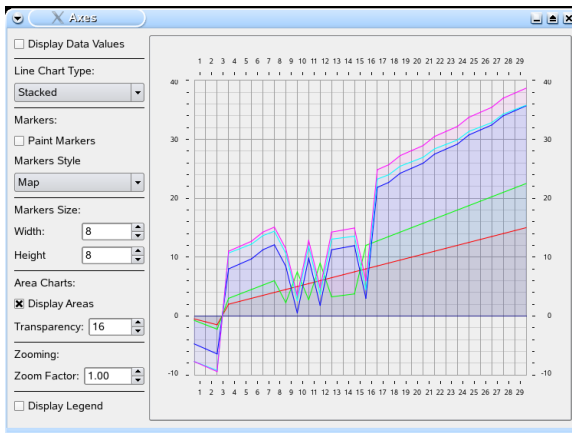 Axes
Display Data Values
Line Chart Type:
Stacked
Markers:
Paint Markers
Markers Style
Map
Markers Size:
Width: 8
Height 8
Area Charts:
Display Areas
Transparency: 16
Zooming:
Zoom Factor: 1.00
Display Legend
1 2 3 4 5 6 7 8 9 10 11 12 13 14 15 16 17 18 19 20 21 22 23 24 25 26 27 28 29
40 40
30 30
20 20
10 10
0 0
-10 -10
1 2 3 4 5 6 7 8 9 10 11 12 13 14 15 16 17 18 19 20 21 22 23 24 25 26 27 28 29